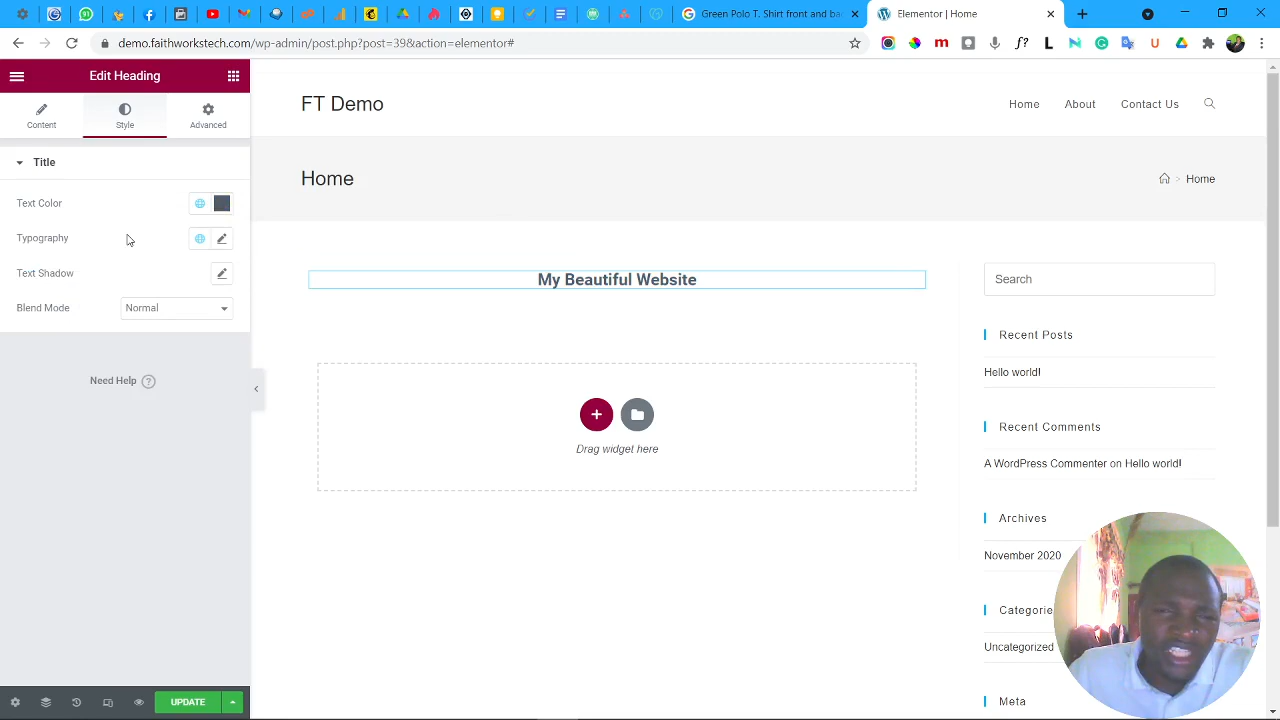 Green Polo T. Shirt front and ba
Elementor | Home
demo.faithworkstech.com/wp-admin/post.php?post=39&action=elementor#
Edit Heading
Content
Style
Advanced
Title
Text Color
Typography
Text Shadow
Blend Mode
Normal
Need Help
UPDATE
FT Demo
Home
About
Contact Us
Home
> Home
My Beautiful Website
Drag widget here
Search
Recent Posts
Hello world!
Recent Comments
A WordPress Commenter on Hello world!
Archives
November 2020
Categorie
Uncategorized
Meta